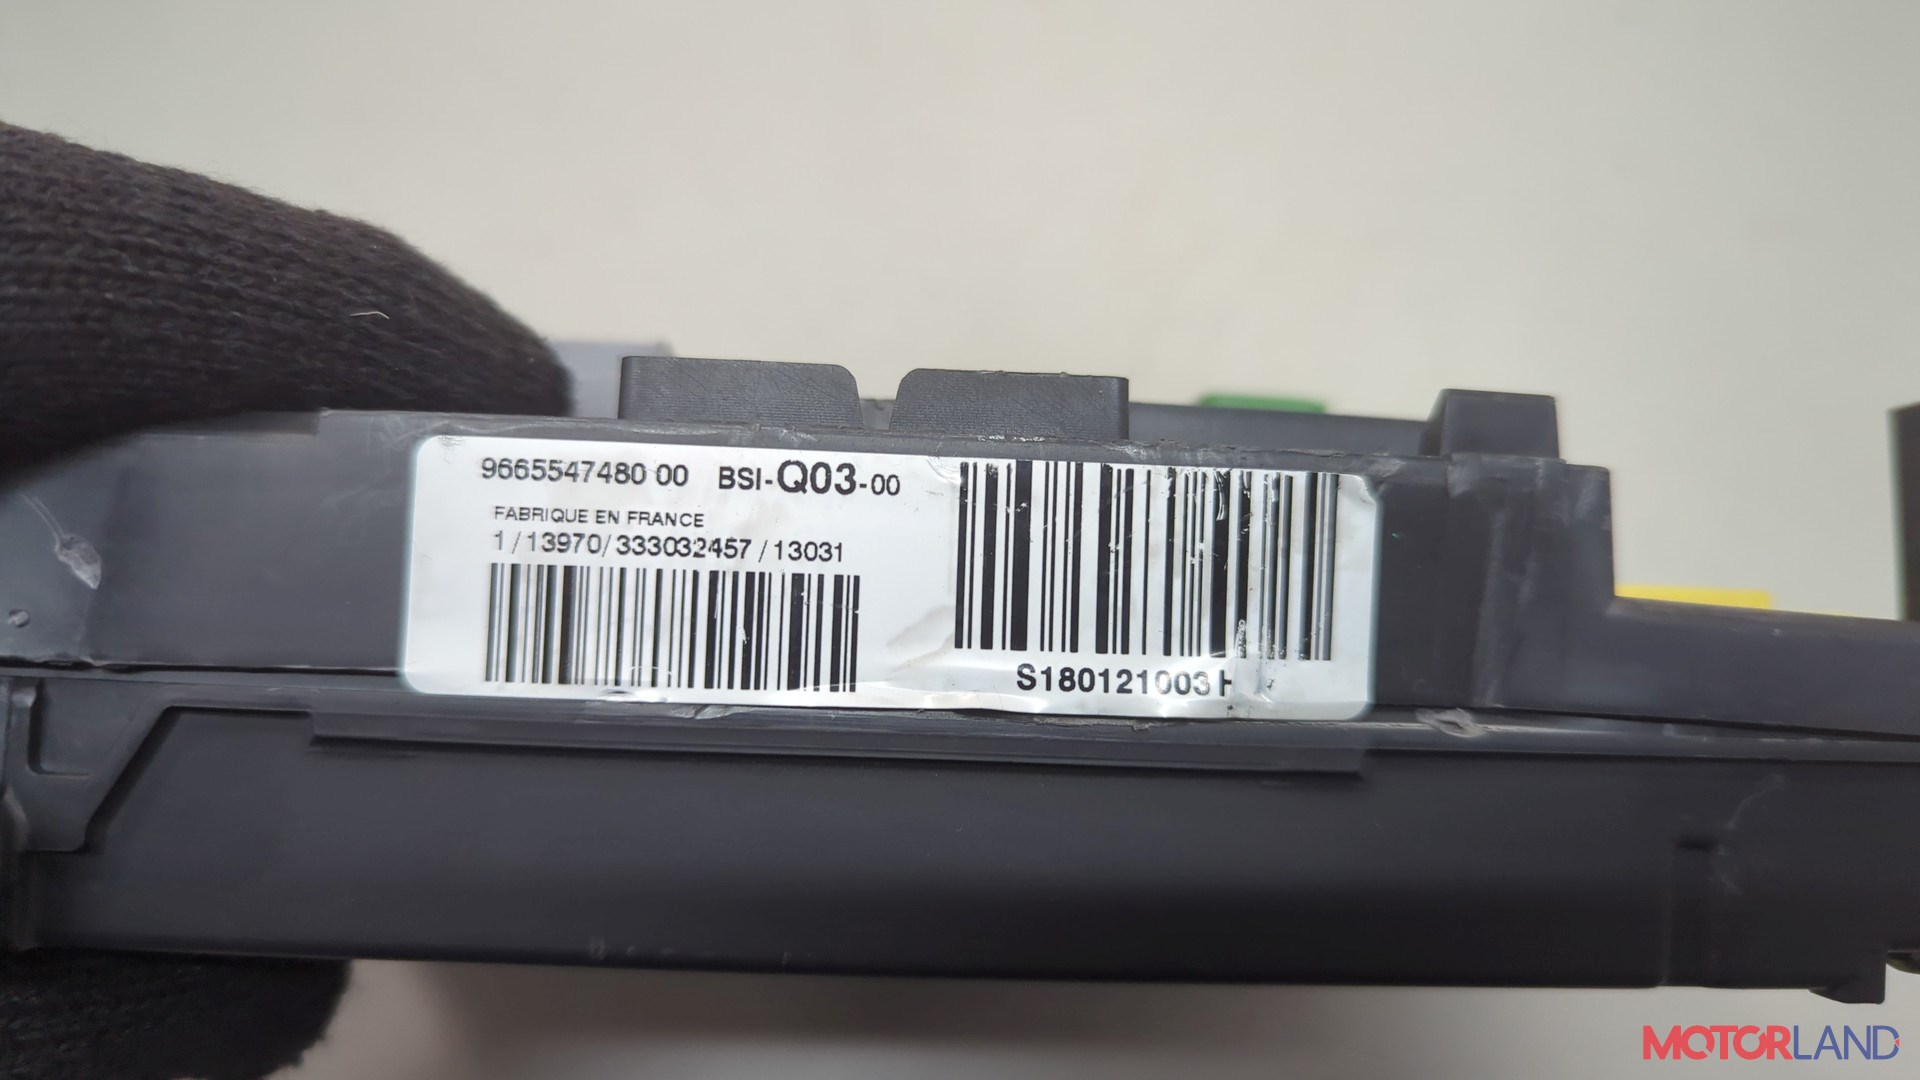 9665547480 00 BSI-Q03-00
FABRIQUE EN FRANCE
1/13970/333032457/13031
S180121003 H
MOTORLAND